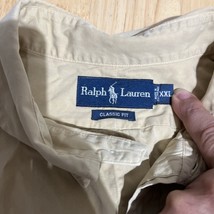 Ralph Lauren
XXL
CLASSIC FIT